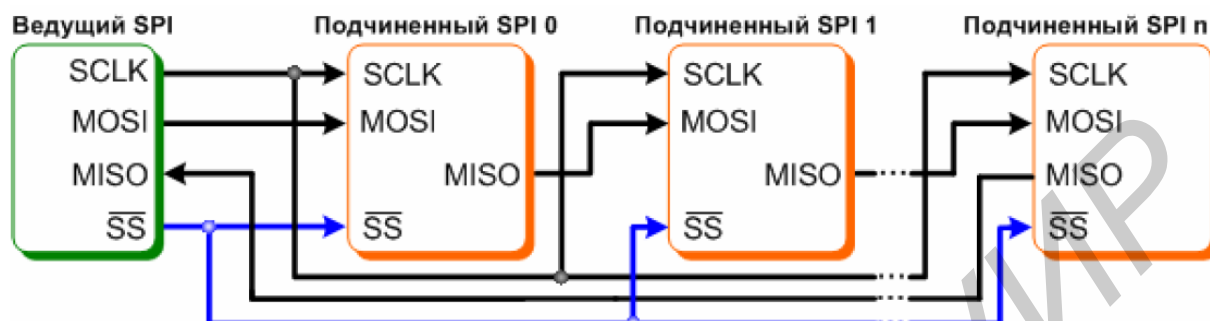 Ведущий SPI
Подчиненный SPI 0
Подчиненный SPI 1
Подчиненный SPI n
SCLK
MOSI
MISO
SS
SCLK
MOSI
MISO
SS
SCLK
MOSI
MISO
SS
SCLK
MOSI
MISO
SS